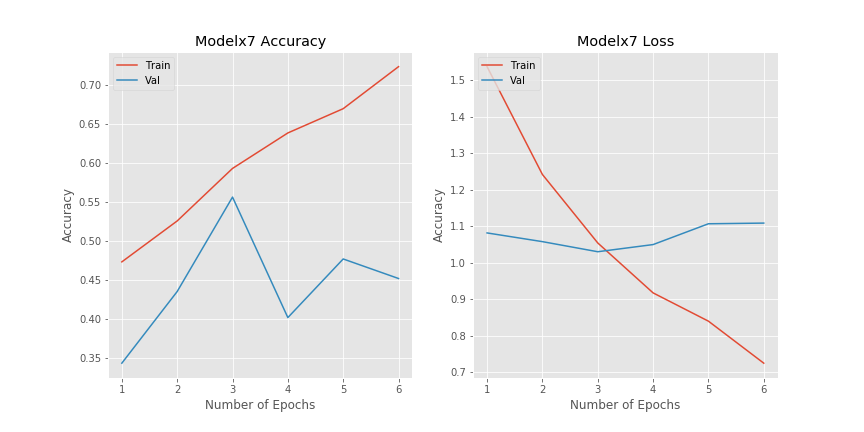 Modelx7 Accuracy
Train
Val
0.70
0.65
0.60
0.55
0.50
0.45
0.40
0.35
Accuracy
1 2 3 4 5 6
Number of Epochs
Modelx7 Loss
Train
Val
1.5
1.4
1.3
1.2
1.1
1.0
0.9
0.8
0.7
Accuracy
1 2 3 4 5 6
Number of Epochs